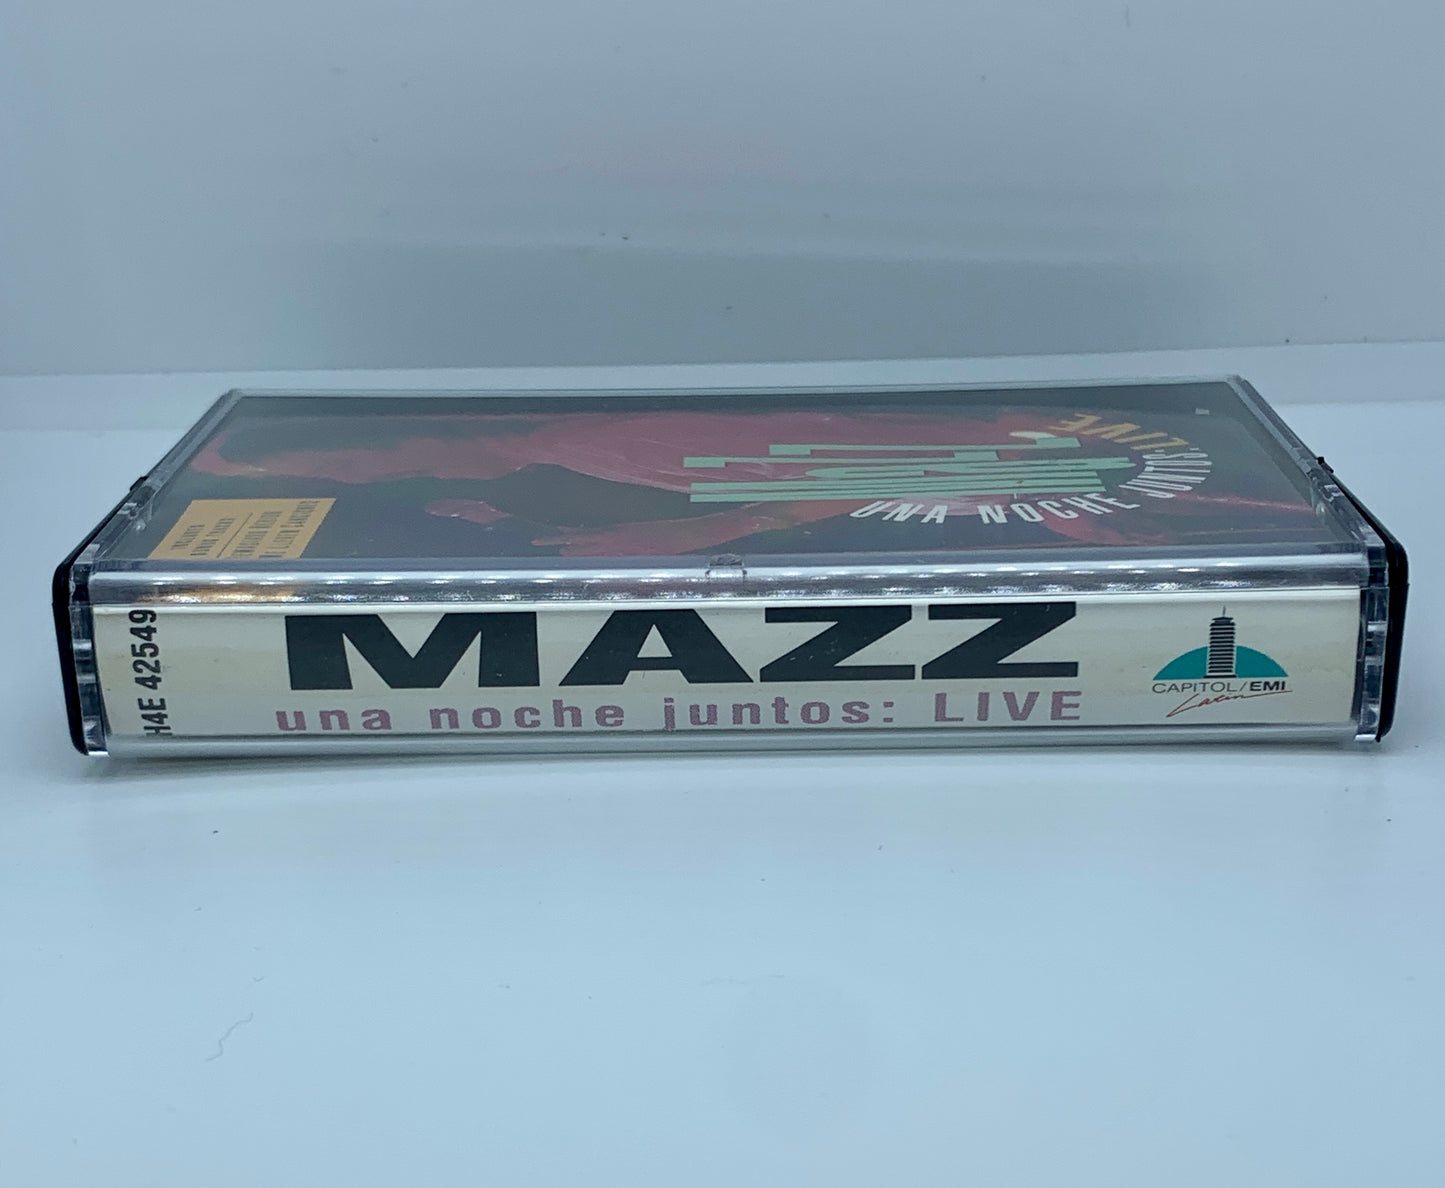 UNA NOCHE JUNTOS:LIVE
H4E 42549
MAZZ
una noche juntos: LIVE
CAPITOL/EMI
Latin